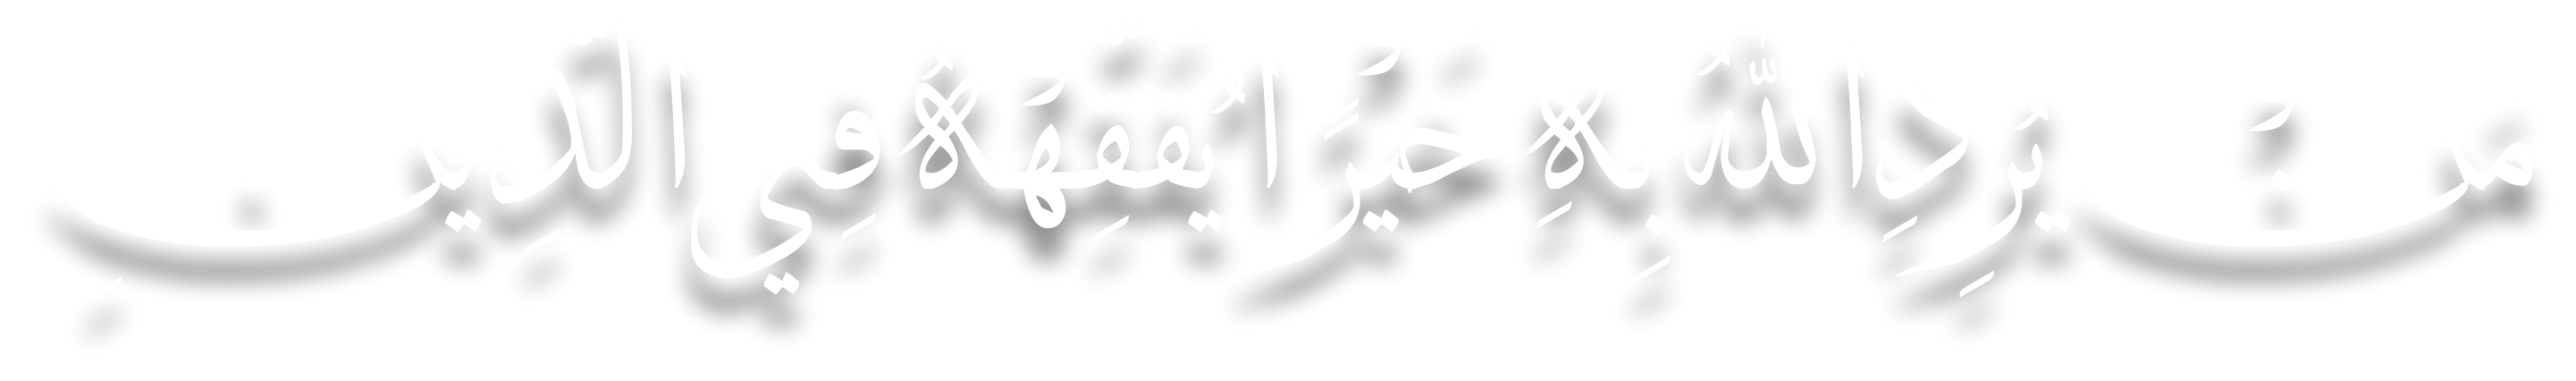 مَنْ يُرِدِ اللّٰهُ بِهِ خَيْرًا يُفَقِّهْهُ فِي الدِّينِ